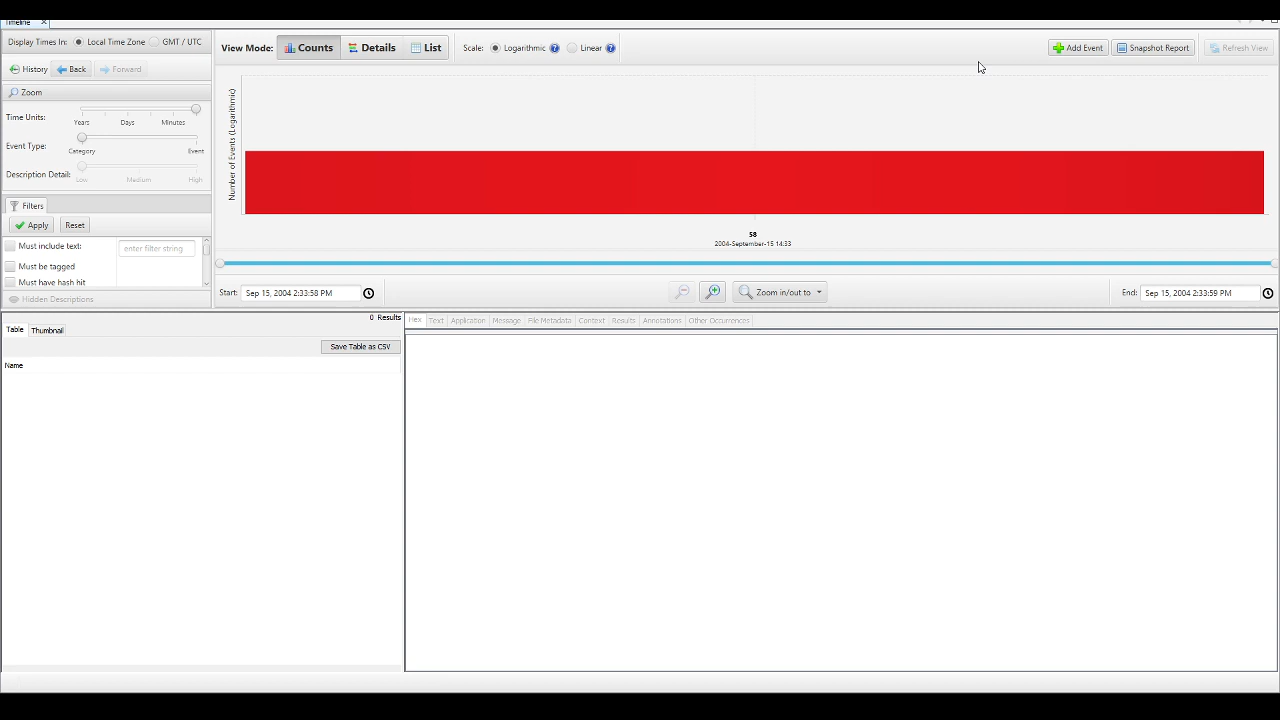 Timeline
Display Times In: Local Time Zone GMT / UTC
History Back Forward
Zoom
Time Units:
Years Days Minutes
Event Type:
Category Event
Description Detail:
Low Medium High
Filters
Apply Reset
Must include text: enter filter string
Must be tagged
Must have hash hit
Hidden Descriptions
View Mode: Counts Details List Scale: Logarithmic ? Linear ? Add Event Snapshot Report Refresh View
Number of Events (Logarithmic)
58
2004-September-15 14:33
Start: Sep 15, 2004 2:33:58 PM Zoom in/out to End: Sep 15, 2004 2:33:59 PM
0 Results
Table Thumbnail
Save Table as CSV
Name
Hex Text Application Message File Metadata Context Results Annotations Other Occurrences